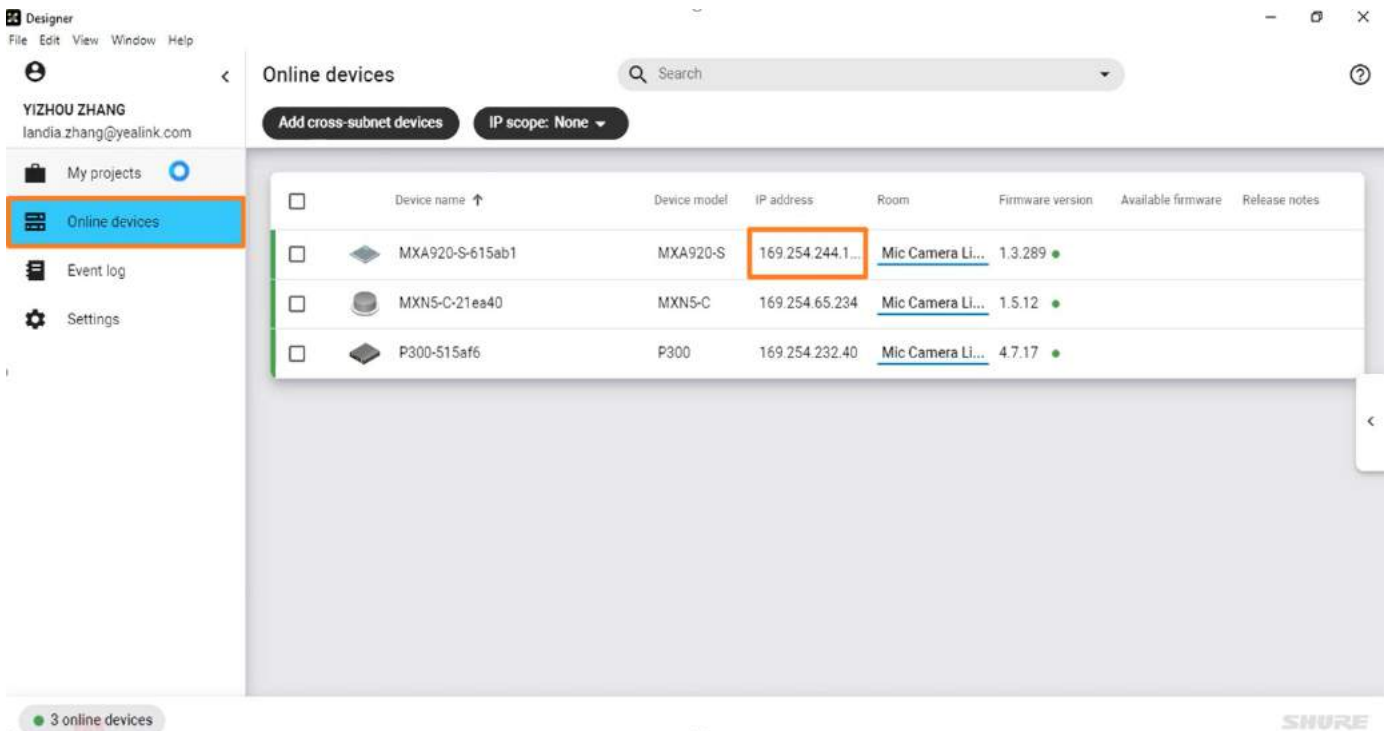 Designer
File Edit View Window Help
Online devices
Search
YIZHOU ZHANG
landia.zhang@yealink.com
Add cross-subnet devices
IP scope: None
My projects
Online devices
Event log
Settings
Device name Device model IP address Room Firmware version Available firmware Release notes
MXA920-S-615ab1 MXA920-S 169.254.244.1... Mic Camera Li... 1.3.289
MXN5-C-21ea40 MXN5-C 169.254.65.234 Mic Camera Li... 1.5.12
P300-515af6 P300 169.254.232.40 Mic Camera Li... 4.7.17
3 online devices
SHURE